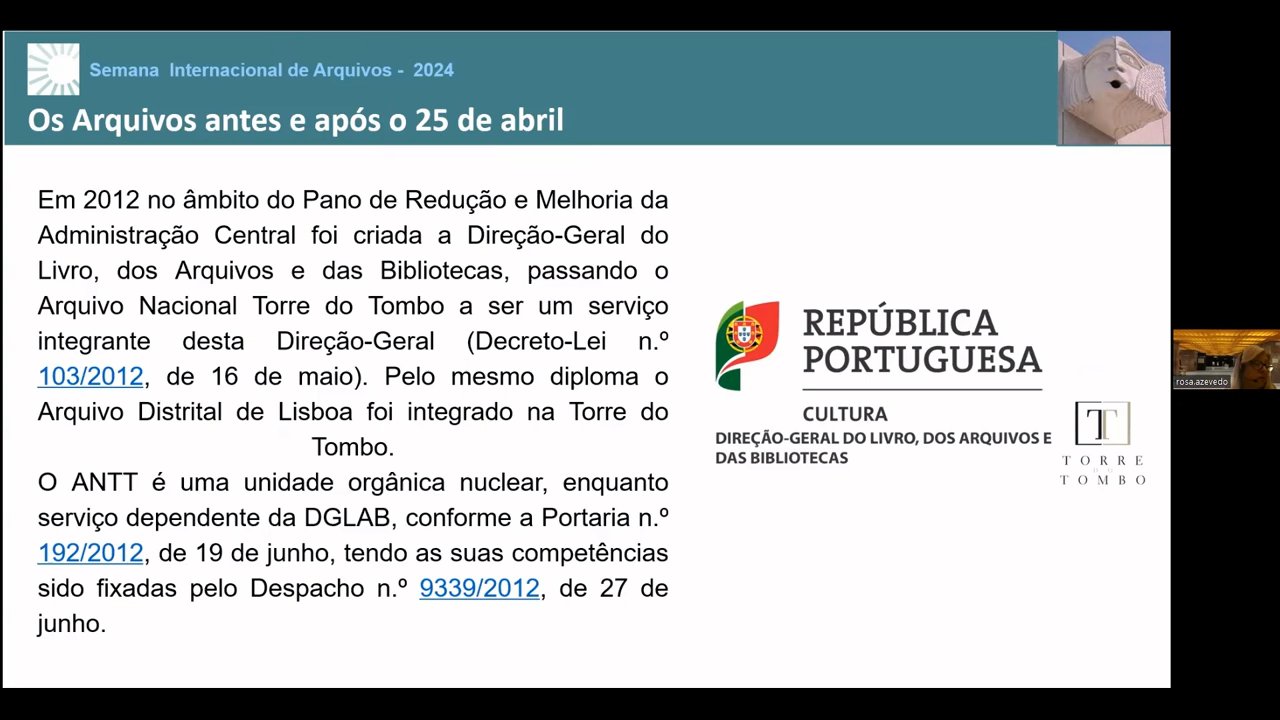 Semana Internacional de Arquivos - 2024
Os Arquivos antes e após o 25 de abril
Em 2012 no âmbito do Pano de Redução e Melhoria da
Administração Central foi criada a Direção-Geral do
Livro, dos Arquivos e das Bibliotecas, passando o
Arquivo Nacional Torre do Tombo a ser um serviço
integrante desta Direção-Geral (Decreto-Lei n.º
103/2012, de 16 de maio). Pelo mesmo diploma o
Arquivo Distrital de Lisboa foi integrado na Torre do
Tombo.
O ANTT é uma unidade orgânica nuclear, enquanto
serviço dependente da DGLAB, conforme a Portaria n.º
192/2012, de 19 de junho, tendo as suas competências
sido fixadas pelo Despacho n.º 9339/2012, de 27 de
junho.
REPÚBLICA
PORTUGUESA
CULTURA
DIREÇÃO-GERAL DO LIVRO, DOS ARQUIVOS E
DAS BIBLIOTECAS
T
TORRE
DO
TOMBO
rosa.azevedo